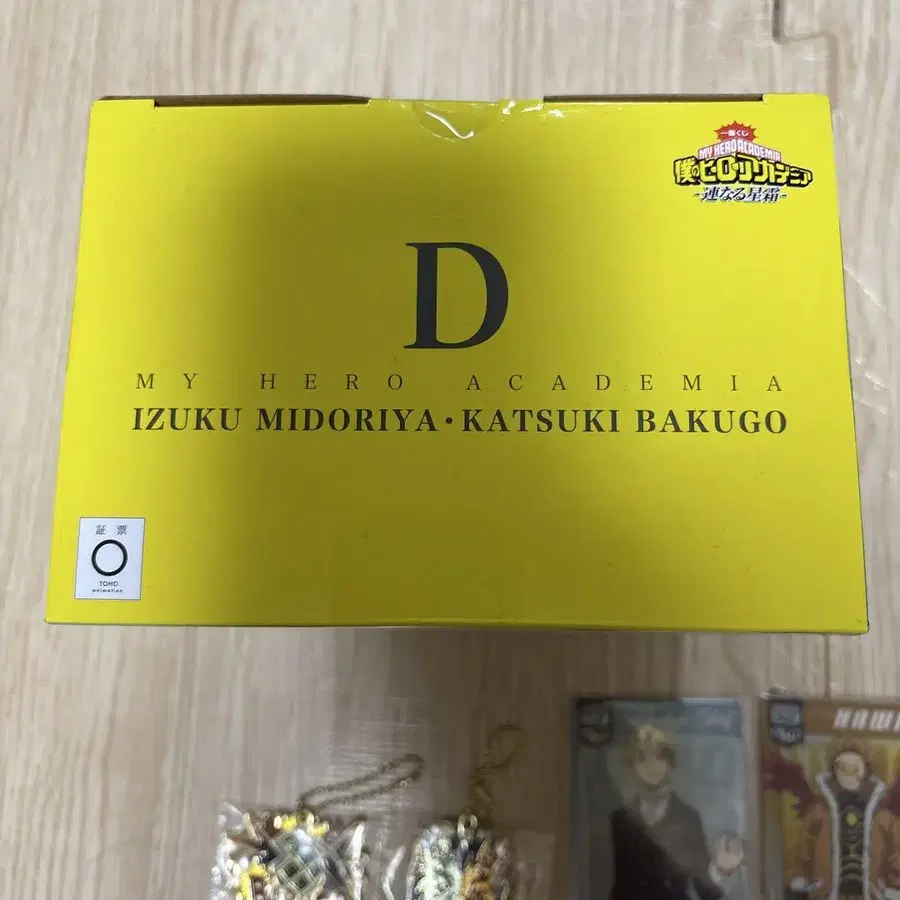 一番くじ
MY HERO ACADEMIA
僕のヒーローアカデミア
-連なる星霜-
D
MY HERO ACADEMIA
IZUKU MIDORIYA・KATSUKI BAKUGO
証票
TOHO
animation